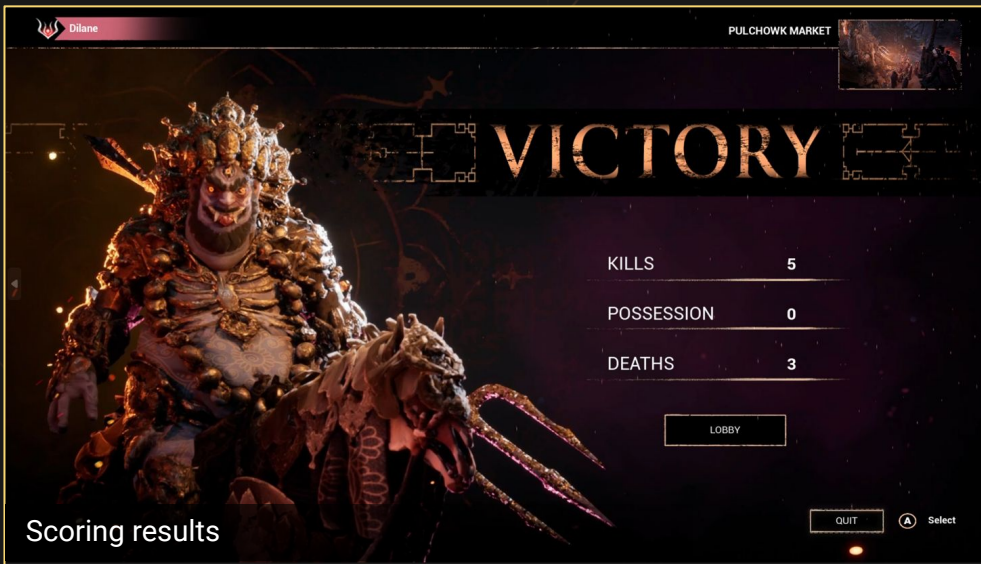 Dilane
PULCHOWK MARKET
VICTORY
KILLS 5
POSSESSION 0
DEATHS 3
LOBBY
QUIT A Select
Scoring results